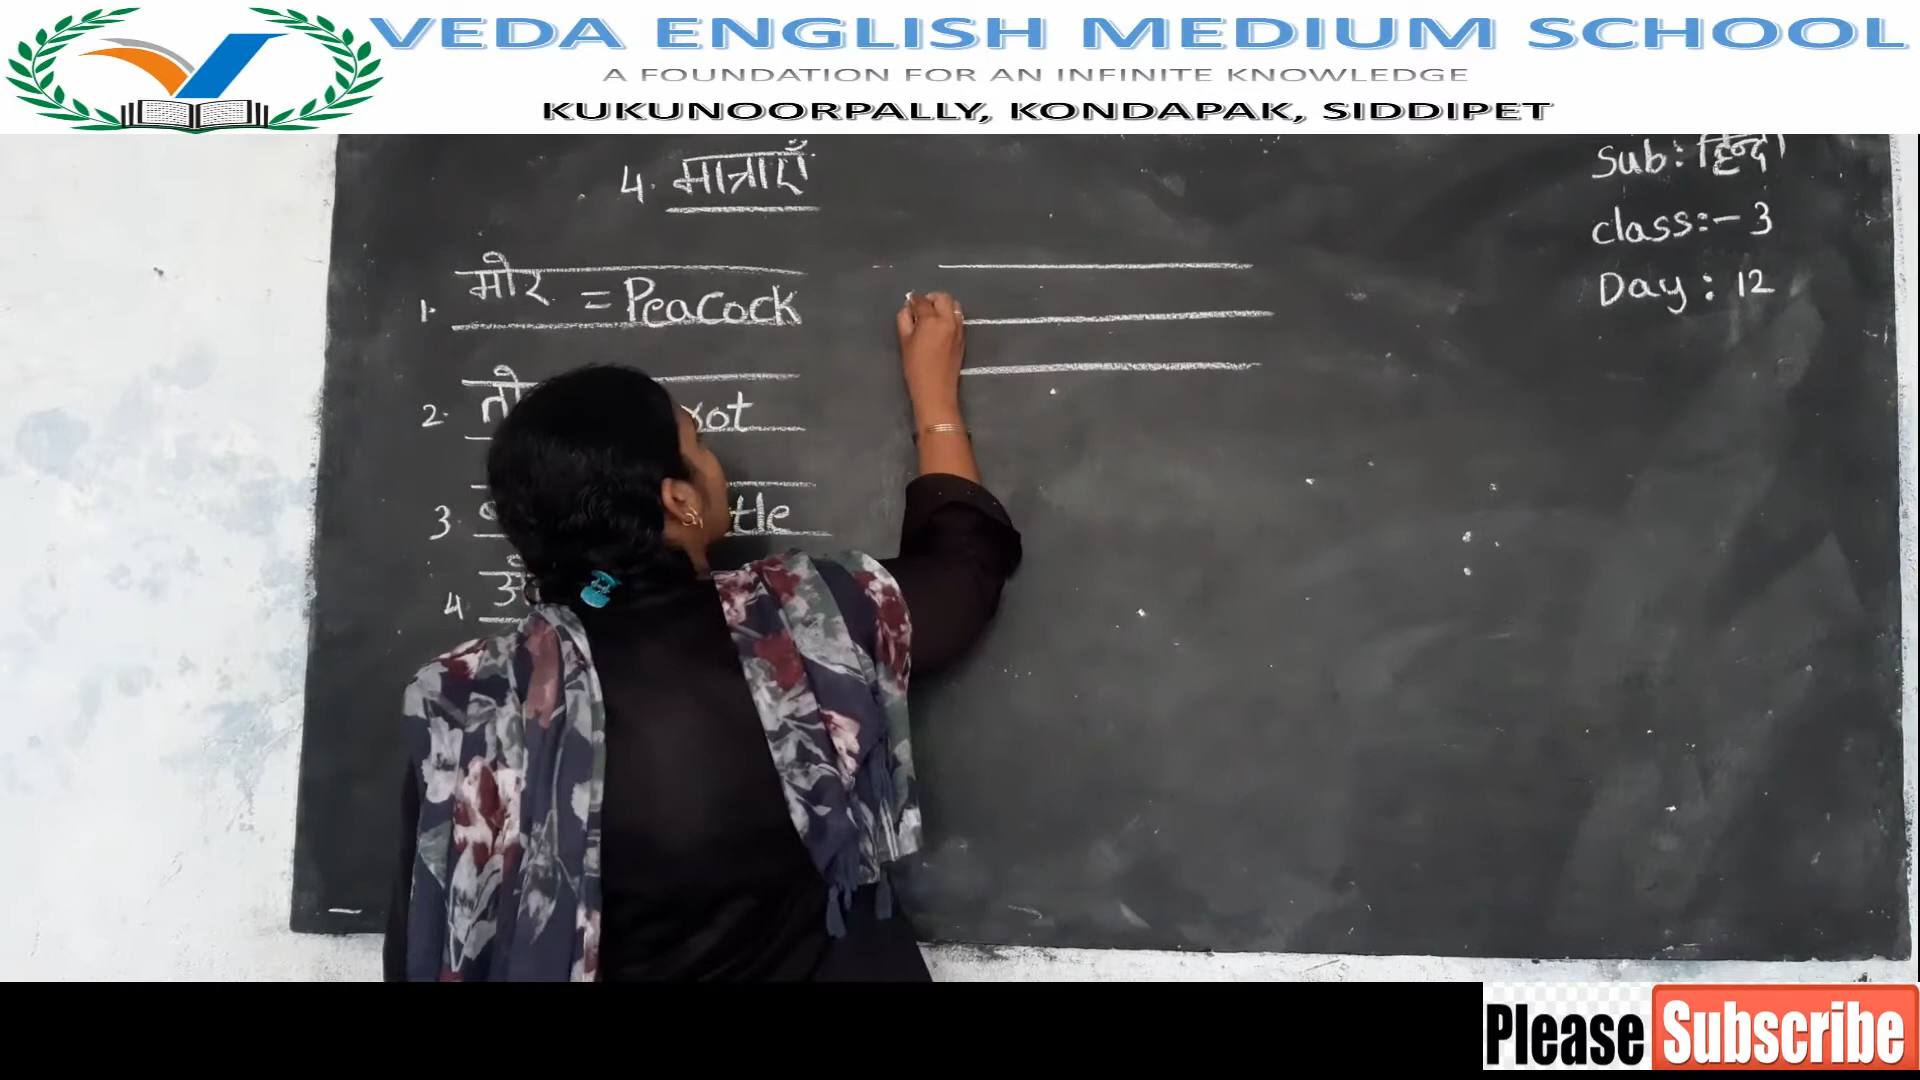 VEDA ENGLISH MEDIUM SCHOOL
A FOUNDATION FOR AN INFINITE KNOWLEDGE
KUKUNOORPALLY, KONDAPAK, SIDDIPET
4. मात्राएँ
Sub: हिन्दी
class:- 3
Day: 12
1. मोर = Peacock
2.
3.
4
Please Subscribe